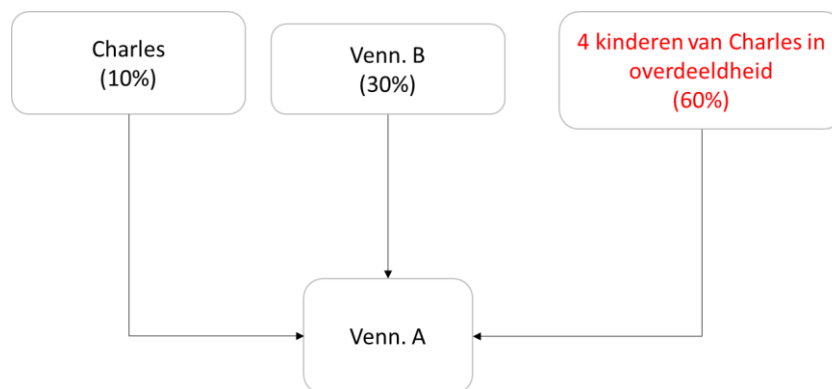 Charles
(10%)
Venn. B
(30%)
4 kinderen van Charles in
overdeeldheid
(60%)
Venn. A